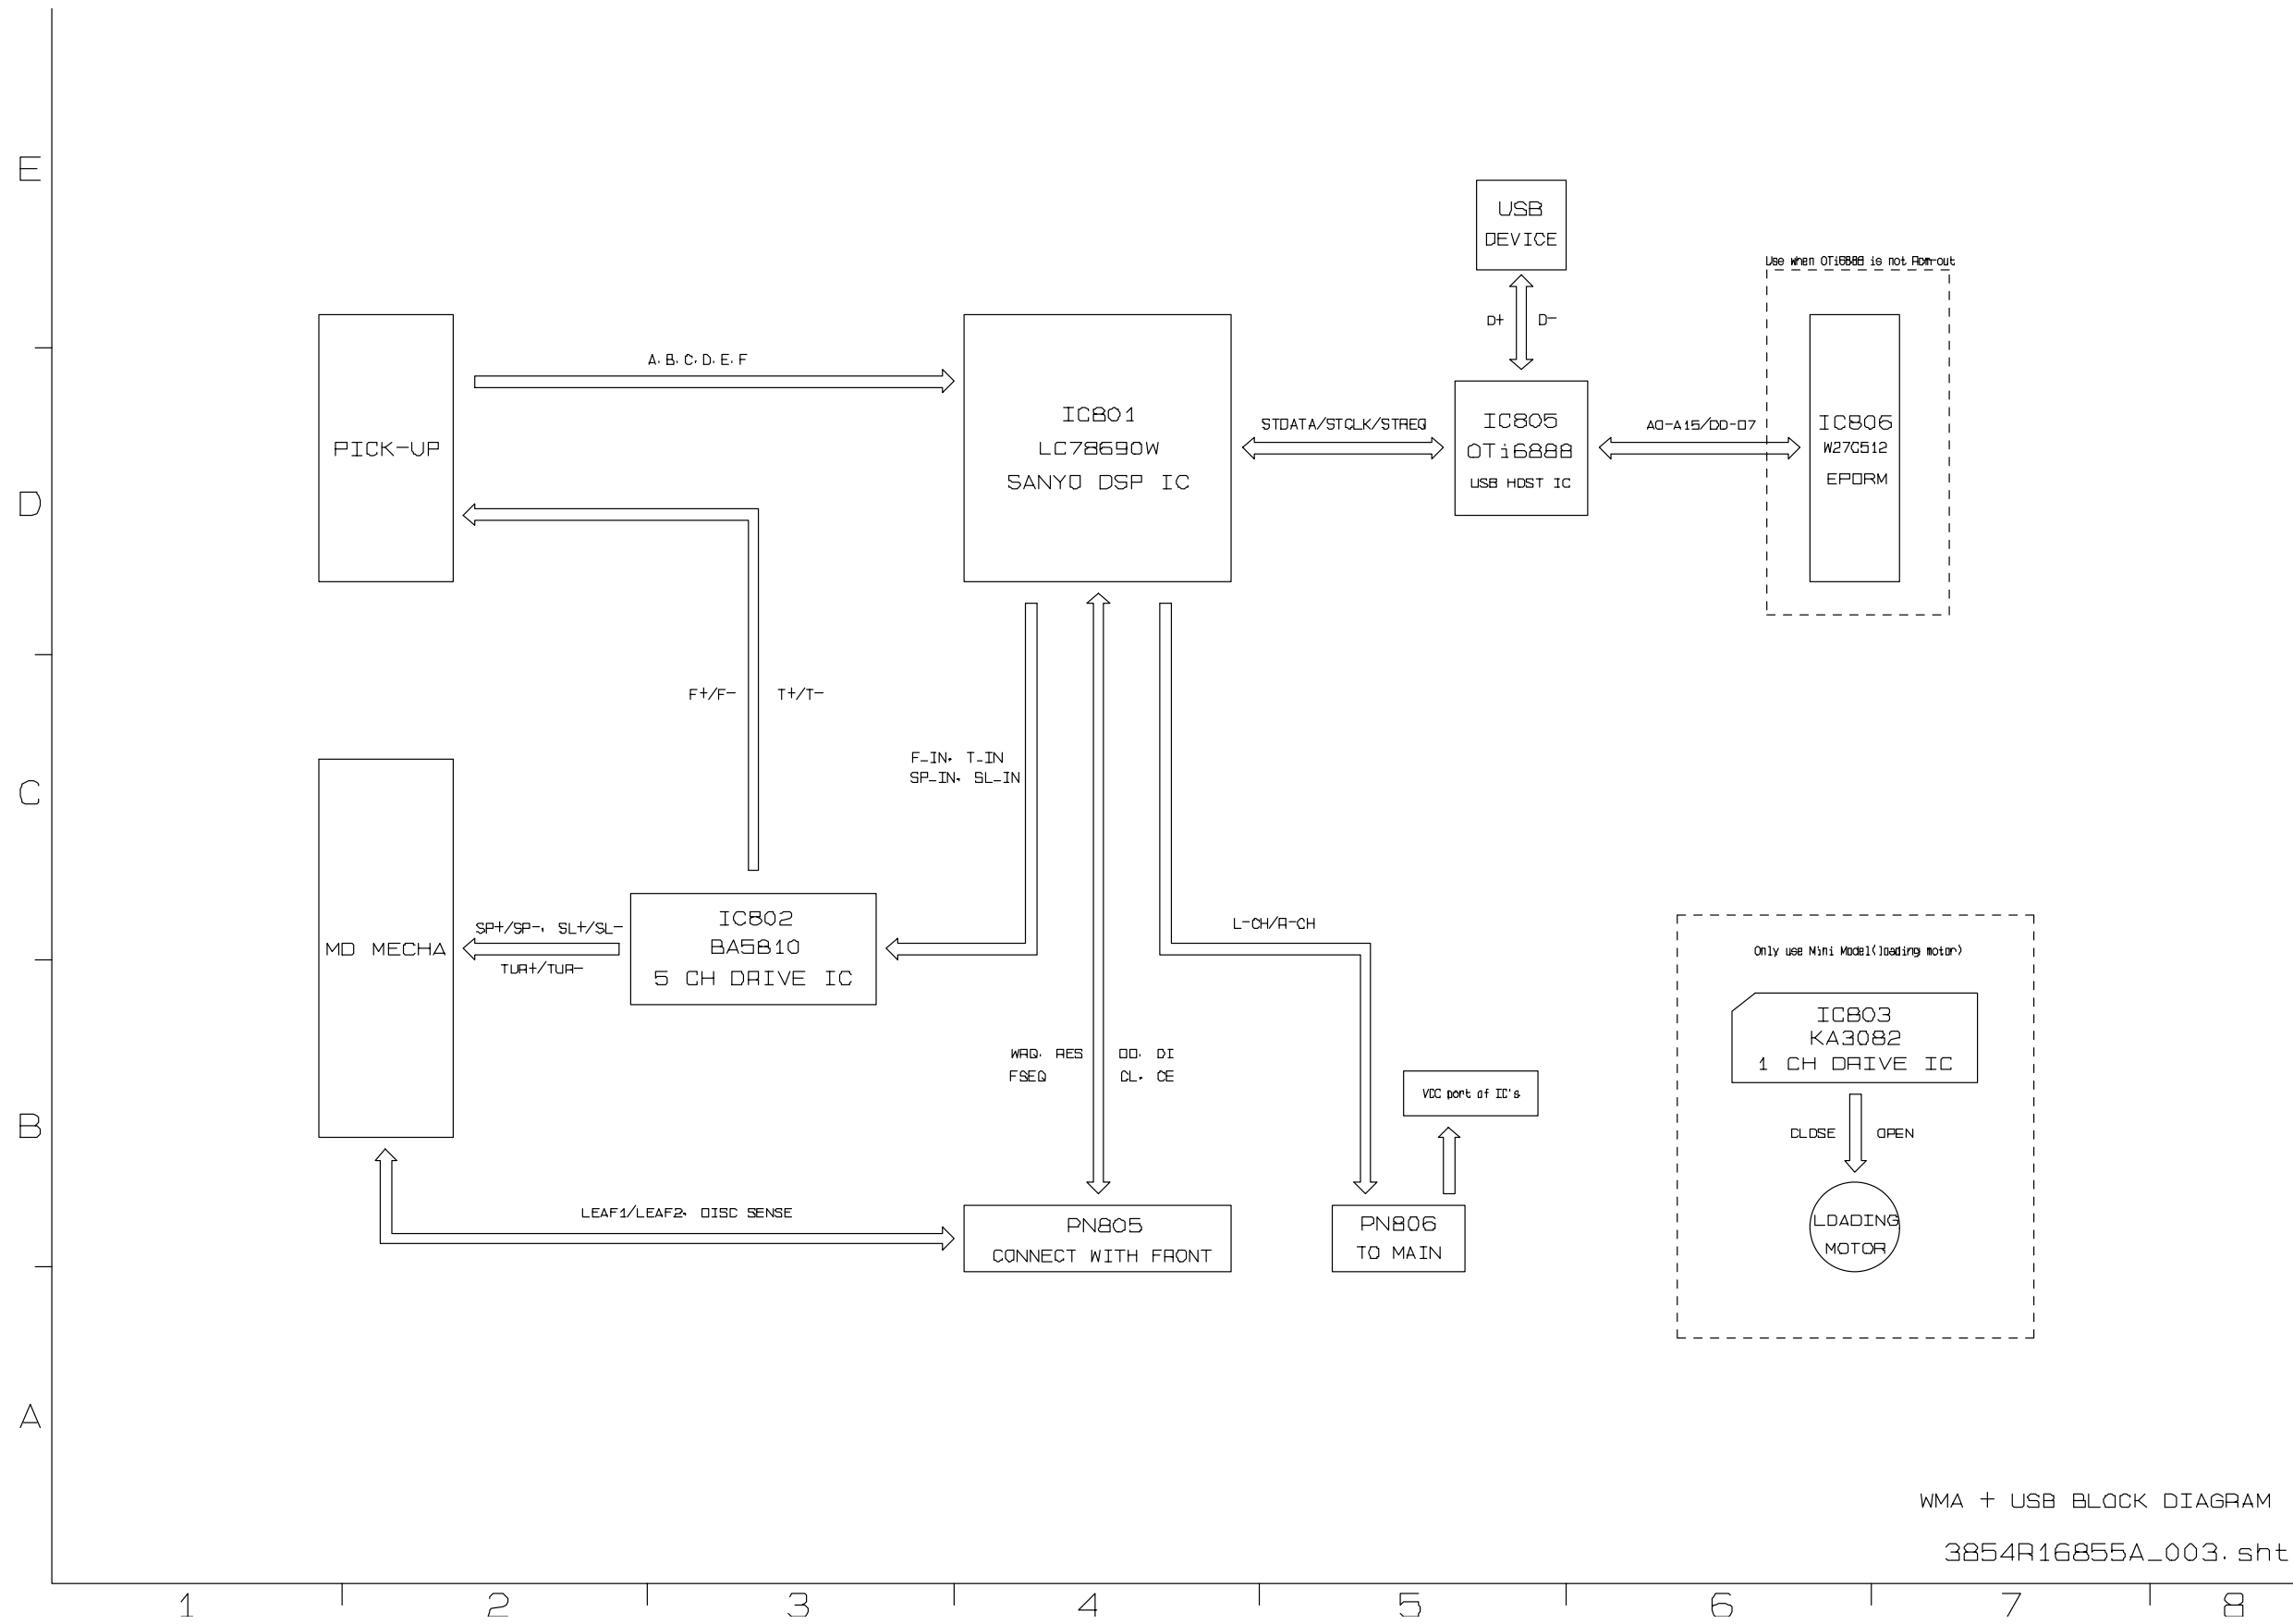 E
USB
DEVICE
Use when OTi6888 is not Rom-out
D+
D-
A, B, C, D, E, F
PICK-UP
IC801
LC78690W
SANYO DSP IC
STDATA/STCLK/STREQ
IC805
OTi6888
USB HOST IC
A0-A15/D0-07
IC806
W27C512
EPORM
D
F+/F-
T+/T-
F_IN, T_IN
SP_IN, SL_IN
C
MD MECHA
SP+/SP-, SL+/SL-
TUR+/TUR-
IC802
BA5810
5 CH DRIVE IC
L-CH/R-CH
Only use Mini Model(loading motor)
IC803
KA3082
1 CH DRIVE IC
WRQ, RES
FSEQ
DO, DI
CL, CE
VCC port of IC's
B
CLOSE
OPEN
LEAF1/LEAF2, DISC SENSE
PN805
CONNECT WITH FRONT
PN806
TO MAIN
LOADING
MOTOR
A
WMA + USB BLOCK DIAGRAM
3854R16855A_003.sht
1 2 3 4 5 6 7 8